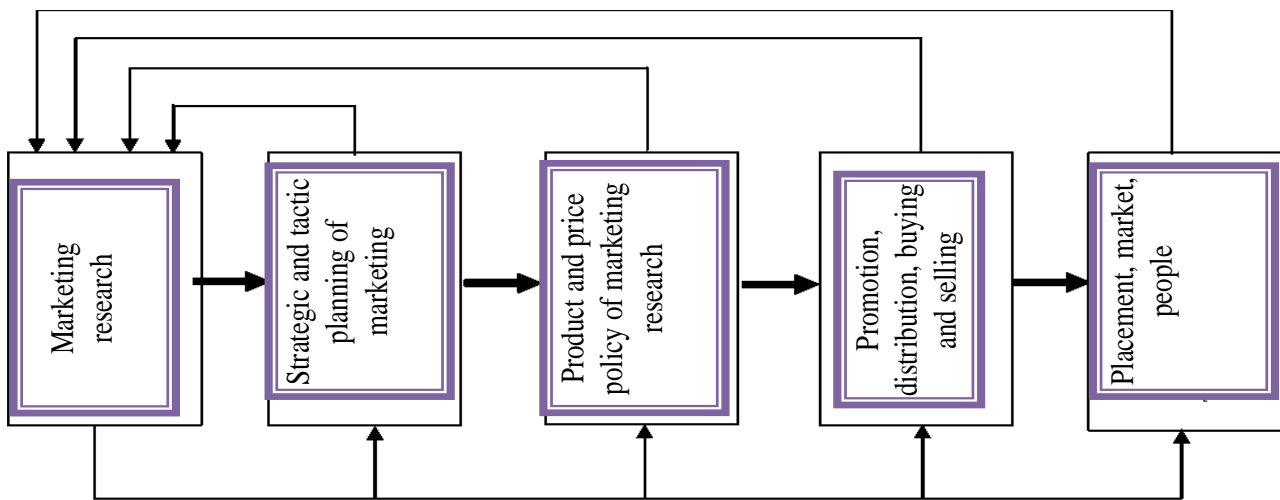 Marketing
research
Strategic and tactic
planning of
marketing
Product and price
policy of marketing
research
Promotion,
distribution, buying
and selling
Placement, market,
people